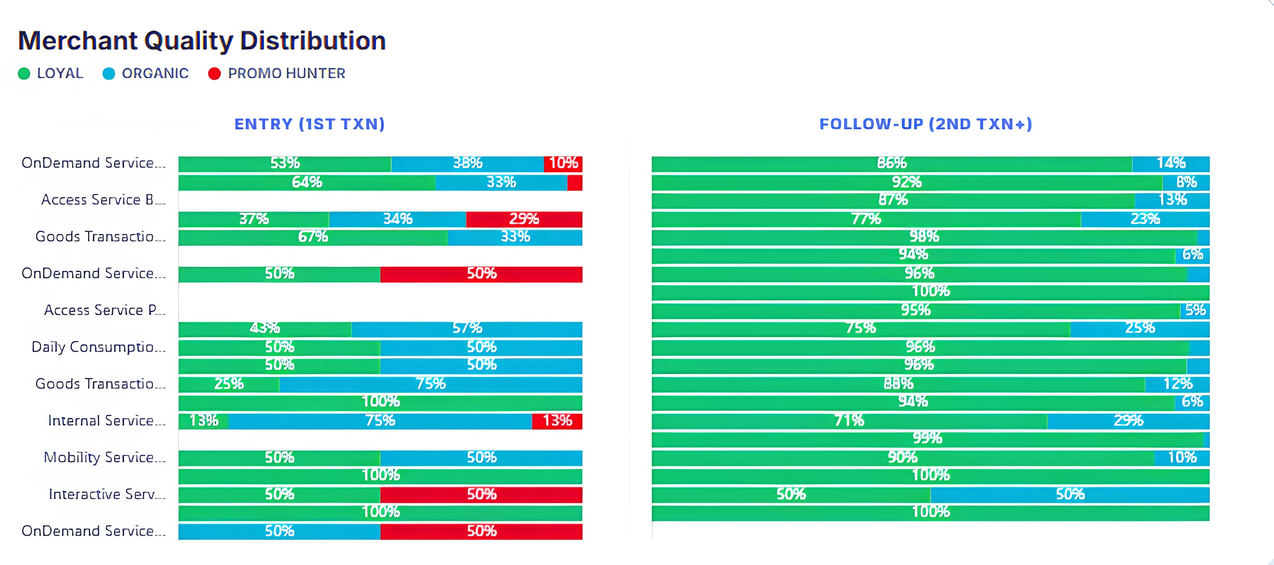 Merchant Quality Distribution
LOYAL ORGANIC PROMO HUNTER
ENTRY (1ST TXN) FOLLOW-UP (2ND TXN+)
OnDemand Service... 53% 38% 10% 86% 14%
64% 33% 92% 8%
Access Service B... 87% 13%
37% 34% 29% 77% 23%
Goods Transactio... 67% 33% 98%
94% 6%
OnDemand Service... 50% 50% 96%
100%
Access Service P... 95% 5%
43% 57% 75% 25%
Daily Consumptio... 50% 50% 96%
50% 50% 96%
Goods Transactio... 25% 75% 88% 12%
100% 94% 6%
Internal Service... 13% 75% 13% 71% 29%
99%
Mobility Service... 50% 50% 90% 10%
100% 100%
Interactive Serv... 50% 50% 50% 50%
100% 100%
OnDemand Service... 50% 50%